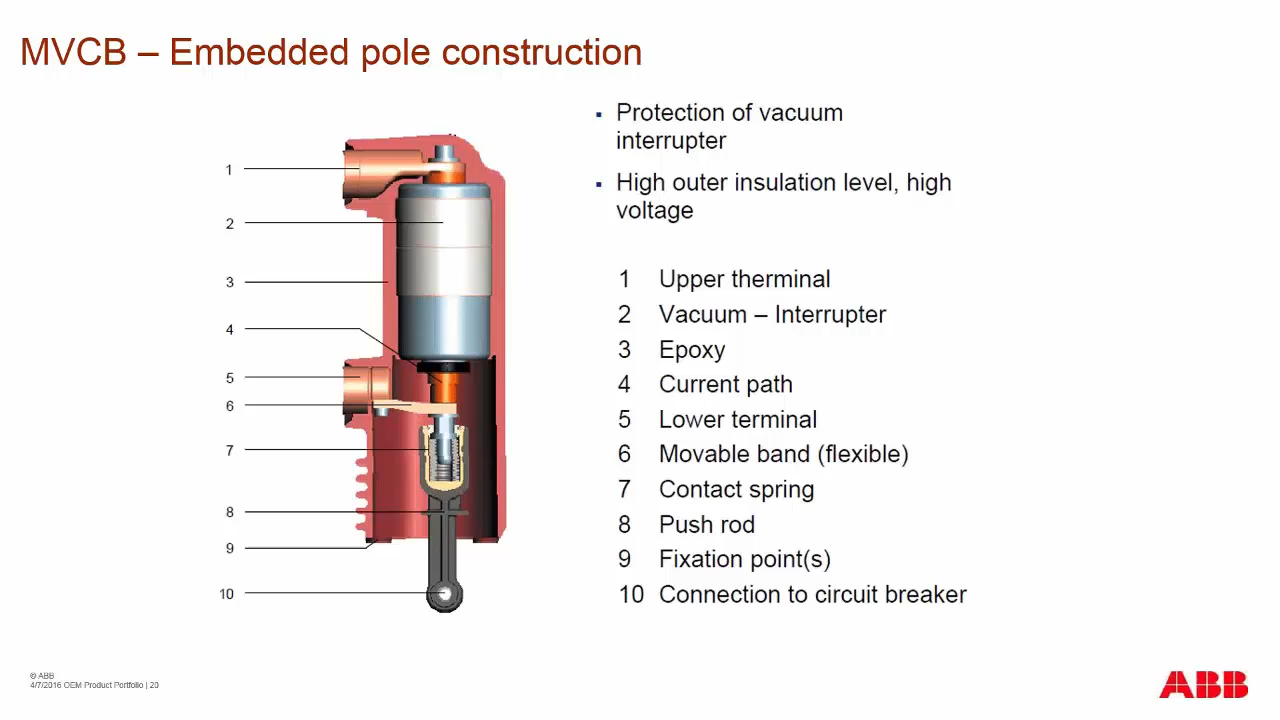 MVCB – Embedded pole construction
▪ Protection of vacuum
interrupter
▪ High outer insulation level, high
voltage
1
2
3
4
5
6
7
8
9
10
1 Upper therminal
2 Vacuum – Interrupter
3 Epoxy
4 Current path
5 Lower terminal
6 Movable band (flexible)
7 Contact spring
8 Push rod
9 Fixation point(s)
10 Connection to circuit breaker
© ABB
4/7/2016 OEM Product Portfolio | 20
ABB